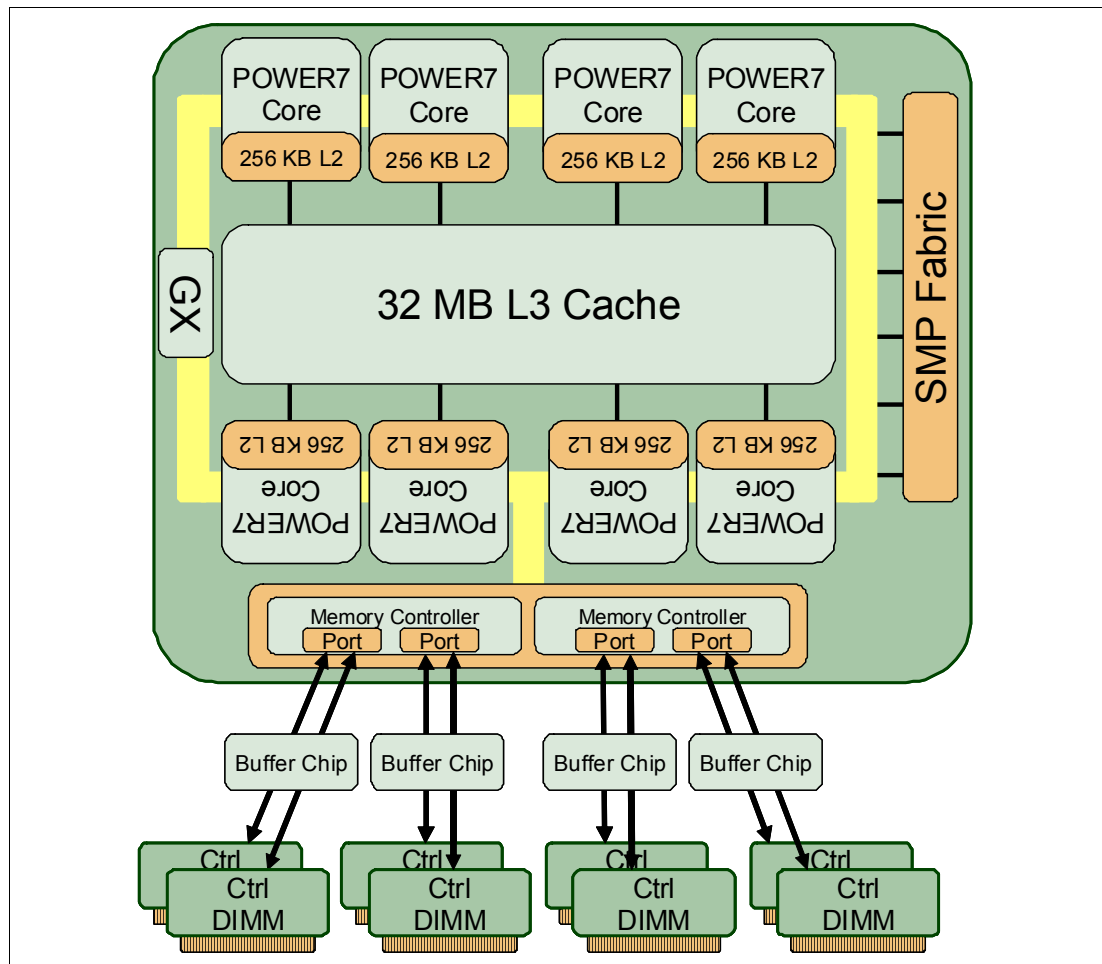 POWER7
Core
256 KB L2
POWER7
Core
256 KB L2
POWER7
Core
256 KB L2
POWER7
Core
256 KB L2
GX
32 MB L3 Cache
SMP Fabric
256 KB L2
Core
POWER7
256 KB L2
Core
POWER7
256 KB L2
Core
POWER7
256 KB L2
Core
POWER7
Memory Controller
Port
Port
Memory Controller
Port
Port
Buffer Chip
Buffer Chip
Buffer Chip
Buffer Chip
Ctrl
Ctrl
DIMM
Ctrl
Ctrl
DIMM
Ctrl
Ctrl
DIMM
Ctrl
Ctrl
DIMM